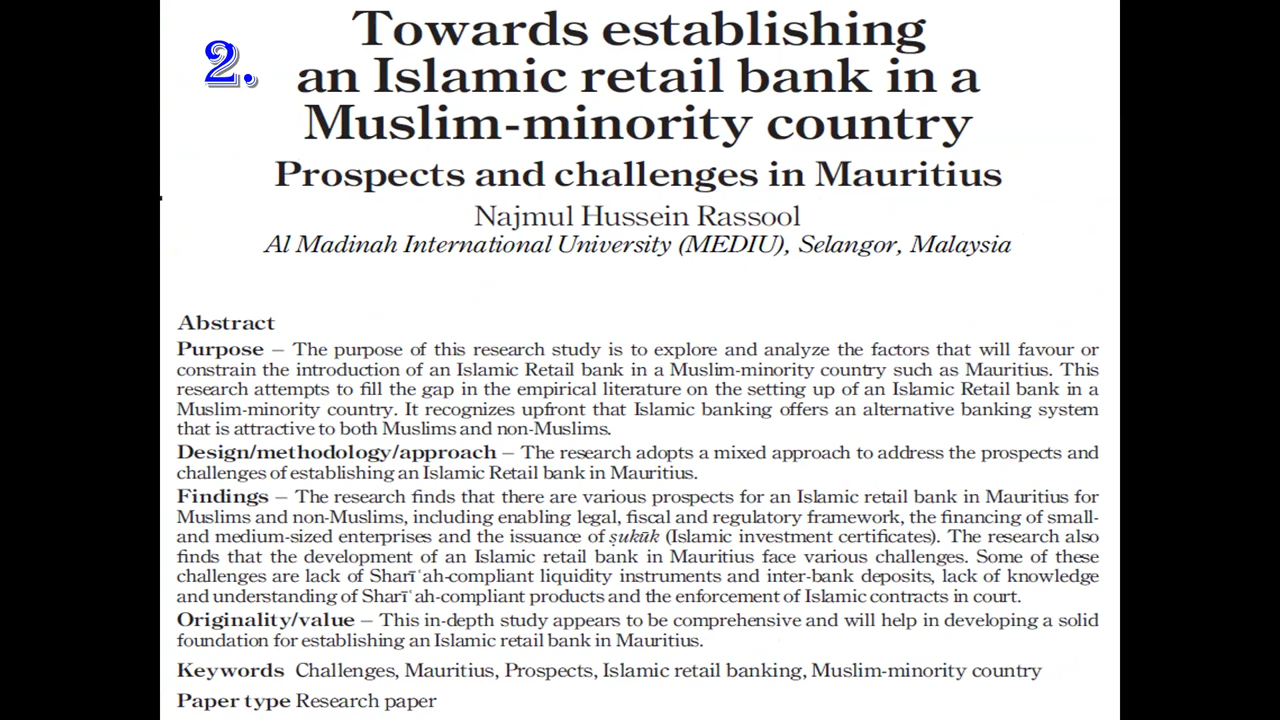 2.
Towards establishing
an Islamic retail bank in a
Muslim-minority country
Prospects and challenges in Mauritius
Najmul Hussein Rassool
Al Madinah International University (MEDIU), Selangor, Malaysia
Abstract
Purpose – The purpose of this research study is to explore and analyze the factors that will favour or
constrain the introduction of an Islamic Retail bank in a Muslim-minority country such as Mauritius. This
research attempts to fill the gap in the empirical literature on the setting up of an Islamic Retail bank in a
Muslim-minority country. It recognizes upfront that Islamic banking offers an alternative banking system
that is attractive to both Muslims and non-Muslims.
Design/methodology/approach – The research adopts a mixed approach to address the prospects and
challenges of establishing an Islamic Retail bank in Mauritius.
Findings – The research finds that there are various prospects for an Islamic retail bank in Mauritius for
Muslims and non-Muslims, including enabling legal, fiscal and regulatory framework, the financing of small-
and medium-sized enterprises and the issuance of ṣukūk (Islamic investment certificates). The research also
finds that the development of an Islamic retail bank in Mauritius face various challenges. Some of these
challenges are lack of Sharīʿah-compliant liquidity instruments and inter-bank deposits, lack of knowledge
and understanding of Sharīʿah-compliant products and the enforcement of Islamic contracts in court.
Originality/value – This in-depth study appears to be comprehensive and will help in developing a solid
foundation for establishing an Islamic retail bank in Mauritius.
Keywords Challenges, Mauritius, Prospects, Islamic retail banking, Muslim-minority country
Paper type Research paper